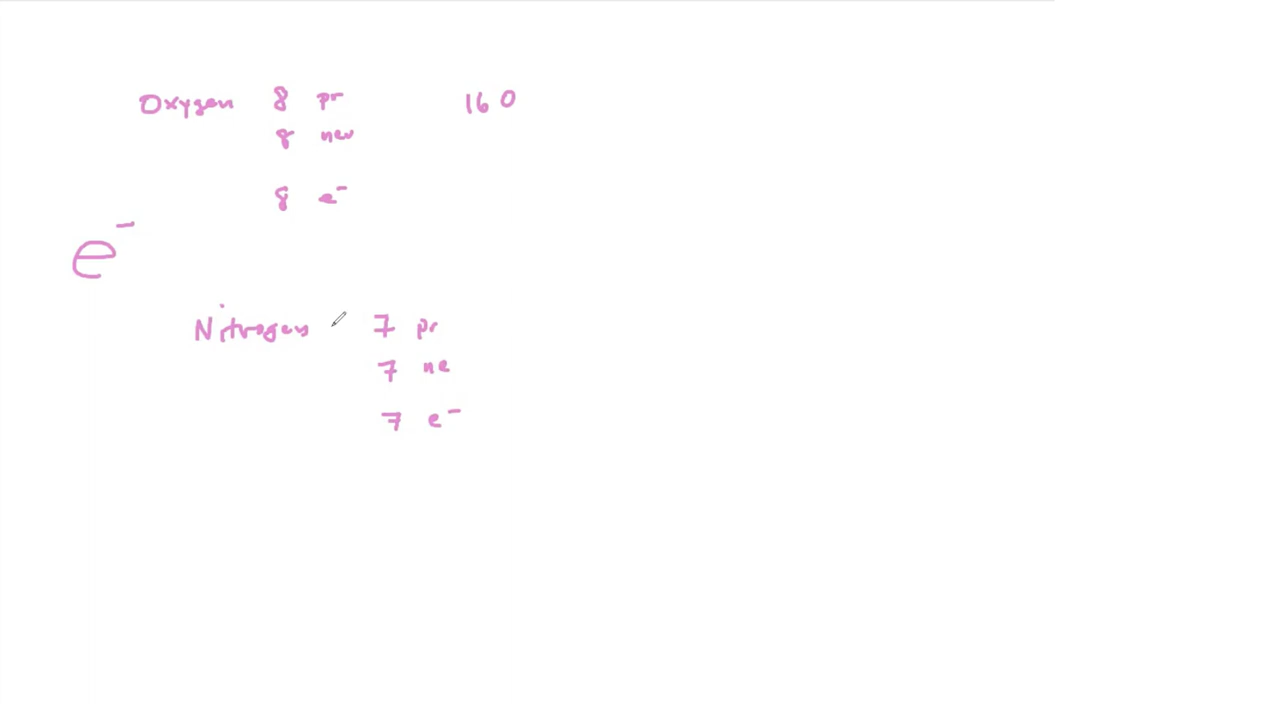 Oxygen 8 pr 16 O
8 neu
8 e⁻
e⁻
Nitrogen 7 pr
7 ne
7 e⁻